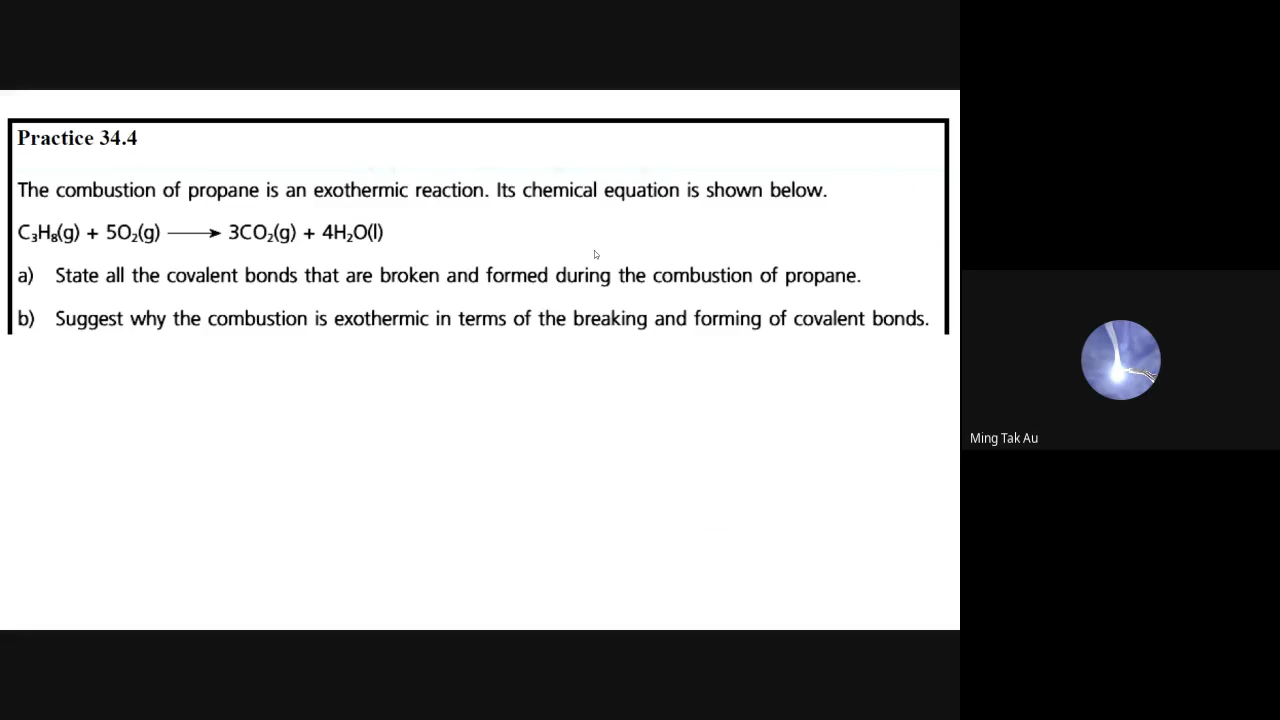 Practice 34.4
The combustion of propane is an exothermic reaction. Its chemical equation is shown below.
C₃H₈(g) + 5O₂(g) ⟶ 3CO₂(g) + 4H₂O(l)
a) State all the covalent bonds that are broken and formed during the combustion of propane.
b) Suggest why the combustion is exothermic in terms of the breaking and forming of covalent bonds.
Ming Tak Au